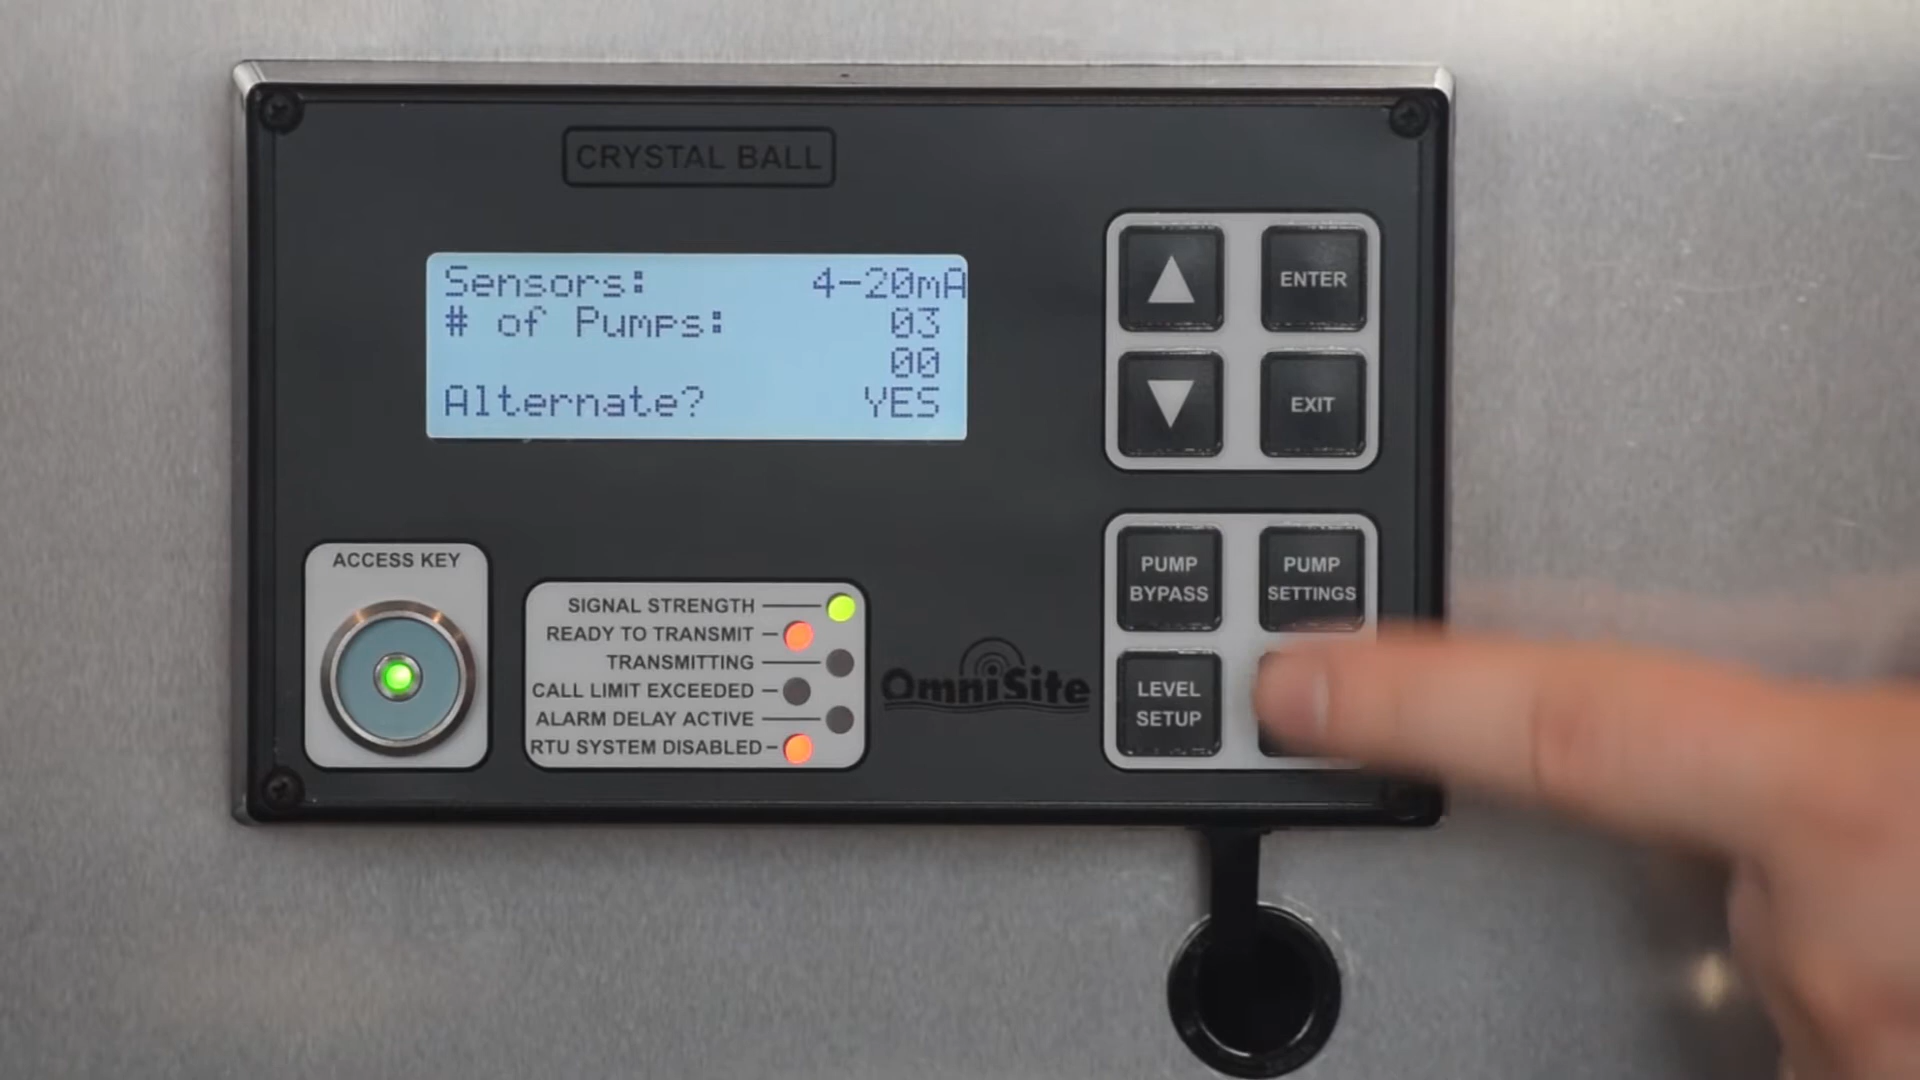 CRYSTAL BALL
Sensors: 4-20mA
# of Pumps: 03
00
Alternate? YES
ENTER
EXIT
ACCESS KEY
SIGNAL STRENGTH
READY TO TRANSMIT
TRANSMITTING
CALL LIMIT EXCEEDED
ALARM DELAY ACTIVE
RTU SYSTEM DISABLED
OmniSite
PUMP
BYPASS
PUMP
SETTINGS
LEVEL
SETUP